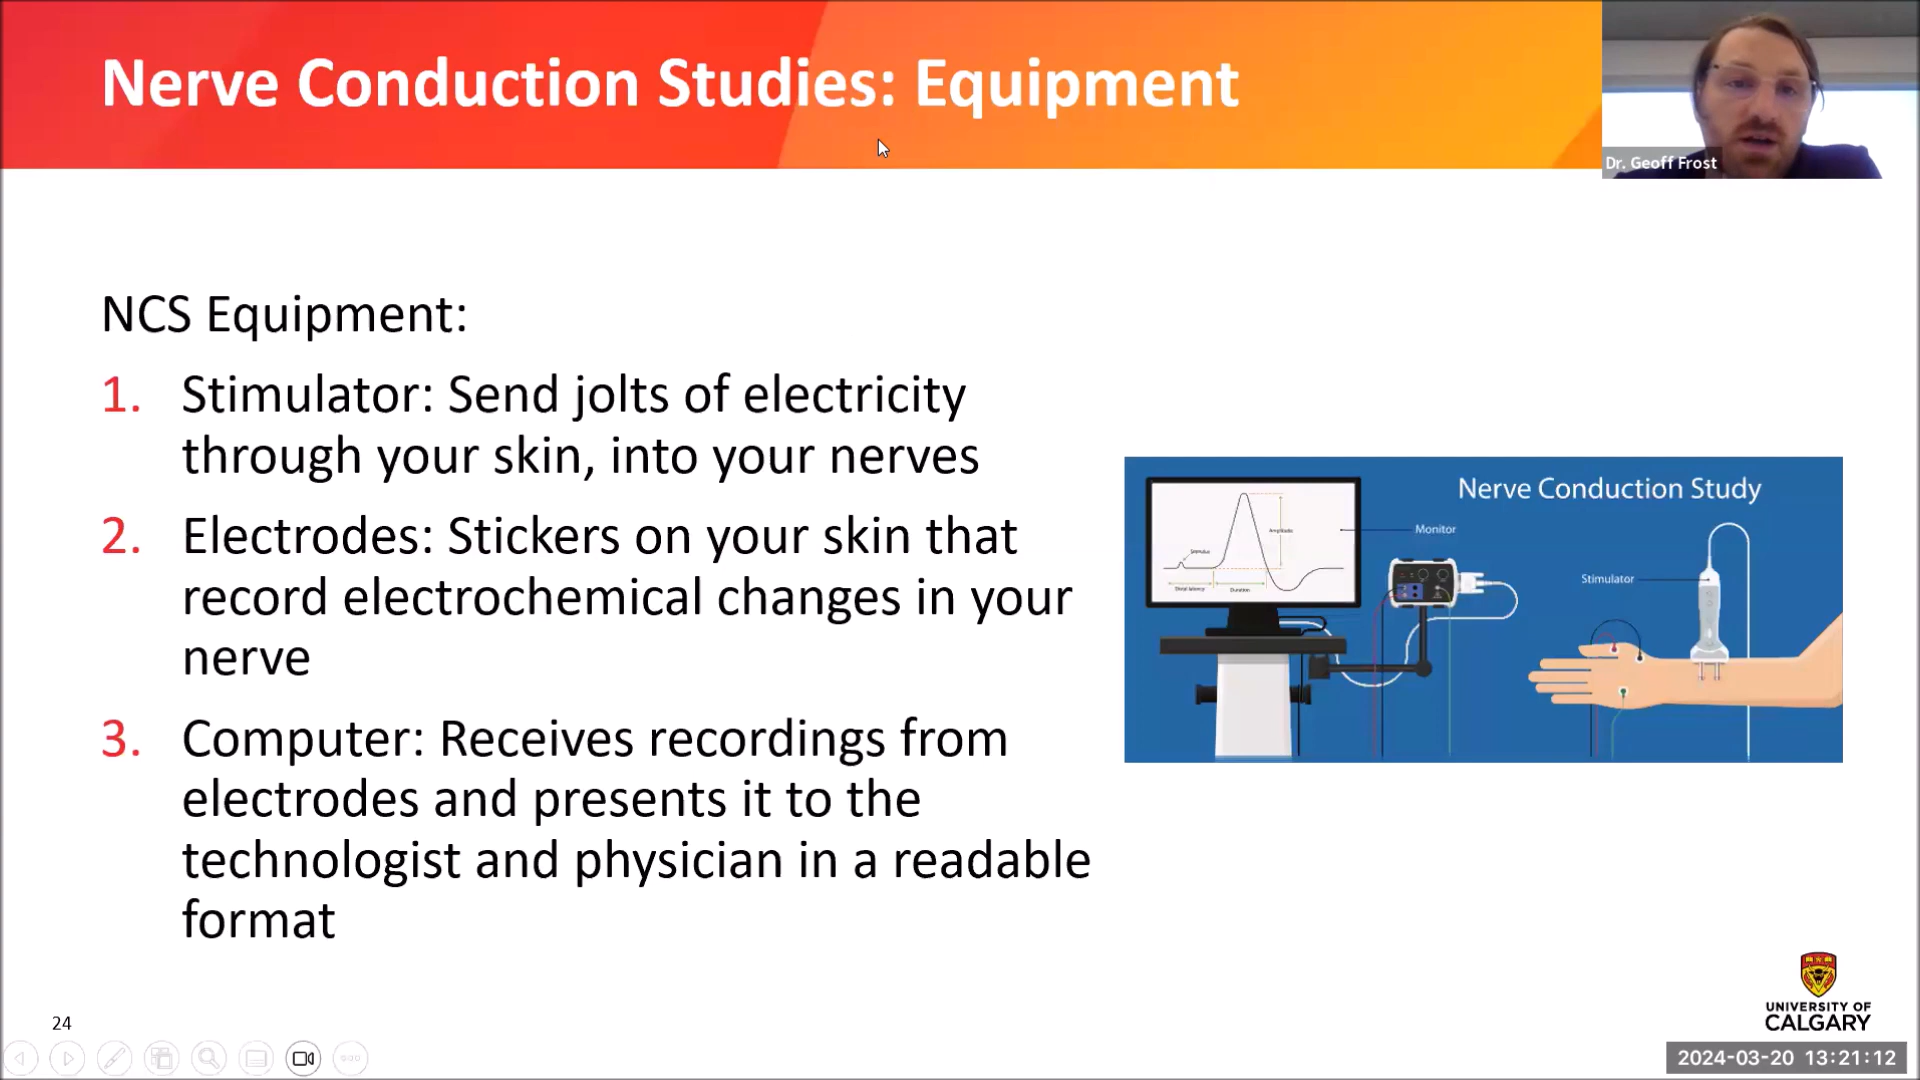 Nerve Conduction Studies: Equipment
Dr. Geoff Frost
NCS Equipment:
1. Stimulator: Send jolts of electricity
through your skin, into your nerves
2. Electrodes: Stickers on your skin that
record electrochemical changes in your
nerve
3. Computer: Receives recordings from
electrodes and presents it to the
technologist and physician in a readable
format
Nerve Conduction Study
Monitor
Amplitude
Stimulus
Distal latency
Duration
Stimulator
24
UNIVERSITY OF
CALGARY
2024-03-20 13:21:12